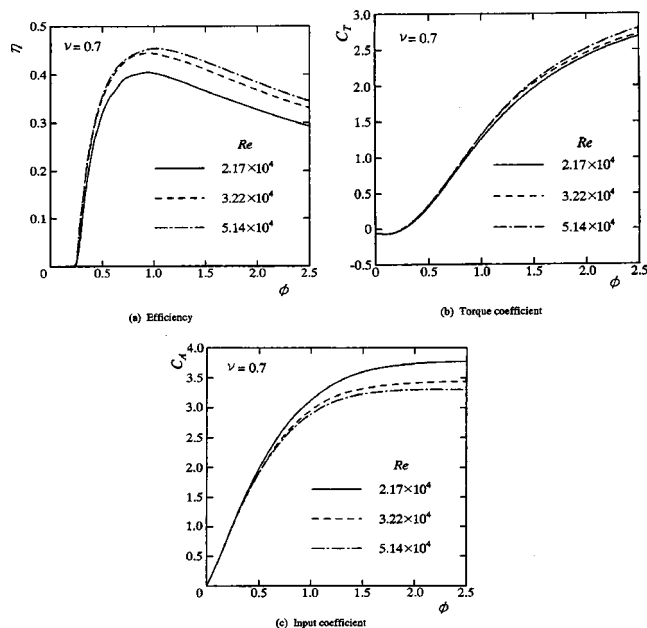 0.5
η
ν = 0.7
0.4
0.3
Re
2.17×10⁴
0.2
3.22×10⁴
0.1
5.14×10⁴
0 0.5 1.0 1.5 2.0 2.5
ϕ
(a) Efficiency
3.0
C_T
ν = 0.7
2.5
2.0
1.5
Re
2.17×10⁴
1.0
3.22×10⁴
0.5
5.14×10⁴
0
-0.5
0 0.5 1.0 1.5 2.0 2.5
ϕ
(b) Torque coefficient
4.0
C_A
ν = 0.7
3.5
3.0
2.5
Re
2.0
2.17×10⁴
1.5
3.22×10⁴
1.0
5.14×10⁴
0.5
0 0.5 1.0 1.5 2.0 2.5
ϕ
(c) Input coefficient